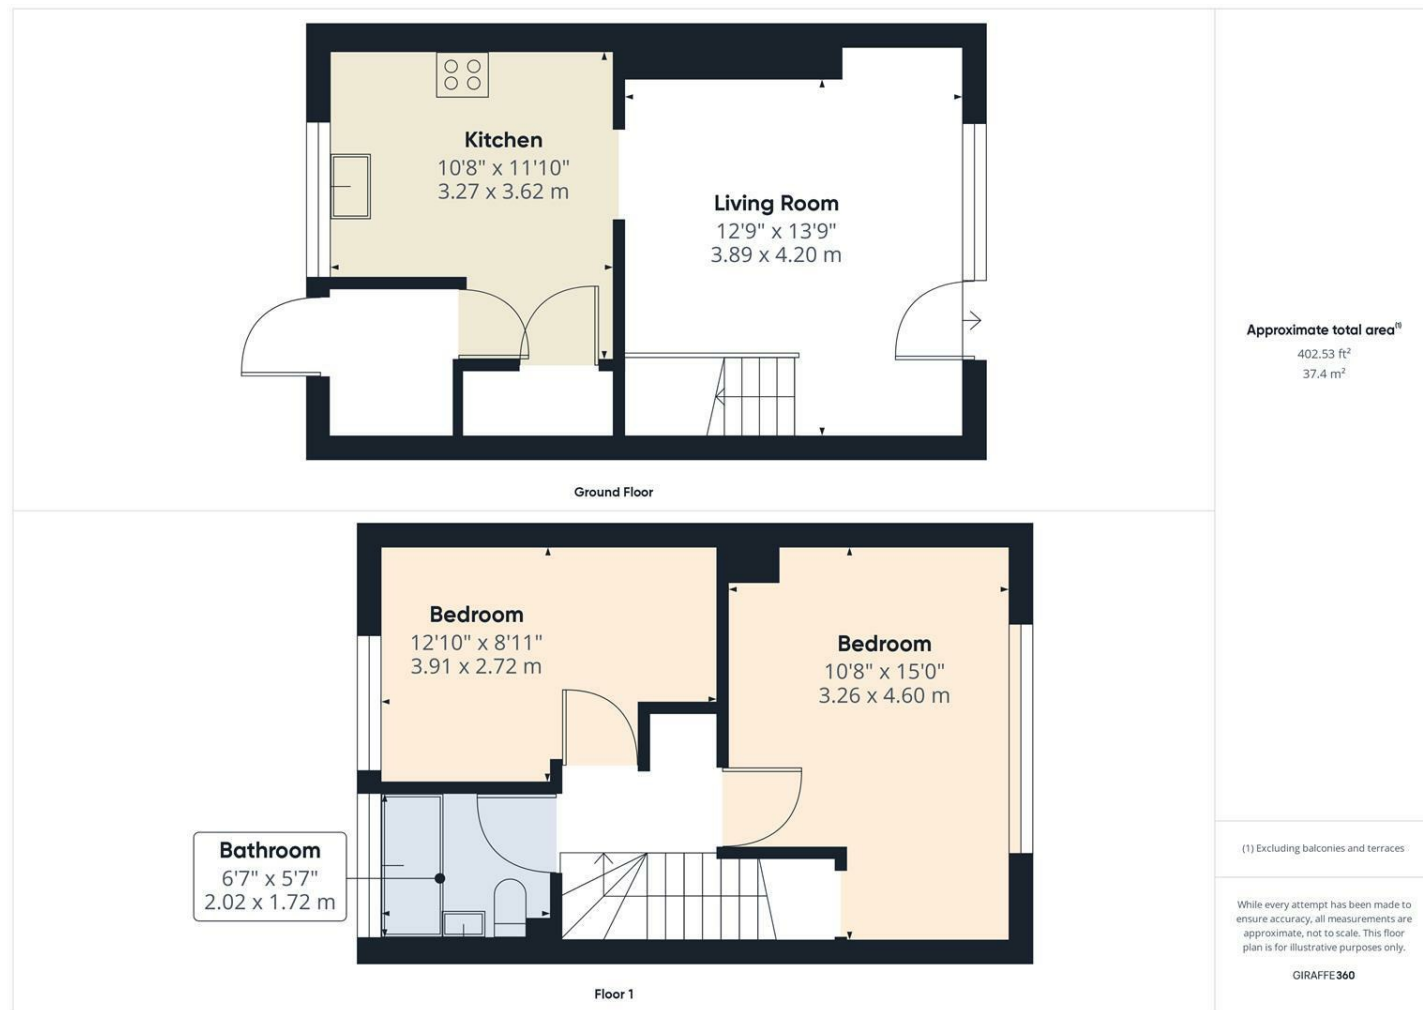 Kitchen
10'8" x 11'10"
3.27 x 3.62 m
Living Room
12'9" x 13'9"
3.89 x 4.20 m
Ground Floor
Bedroom
12'10" x 8'11"
3.91 x 2.72 m
Bedroom
10'8" x 15'0"
3.26 x 4.60 m
Bathroom
6'7" x 5'7"
2.02 x 1.72 m
Floor 1
Approximate total area(1)
402.53 ft²
37.4 m²
(1) Excluding balconies and terraces
While every attempt has been made to
ensure accuracy, all measurements are
approximate, not to scale. This floor
plan is for illustrative purposes only.
GIRAFFE360